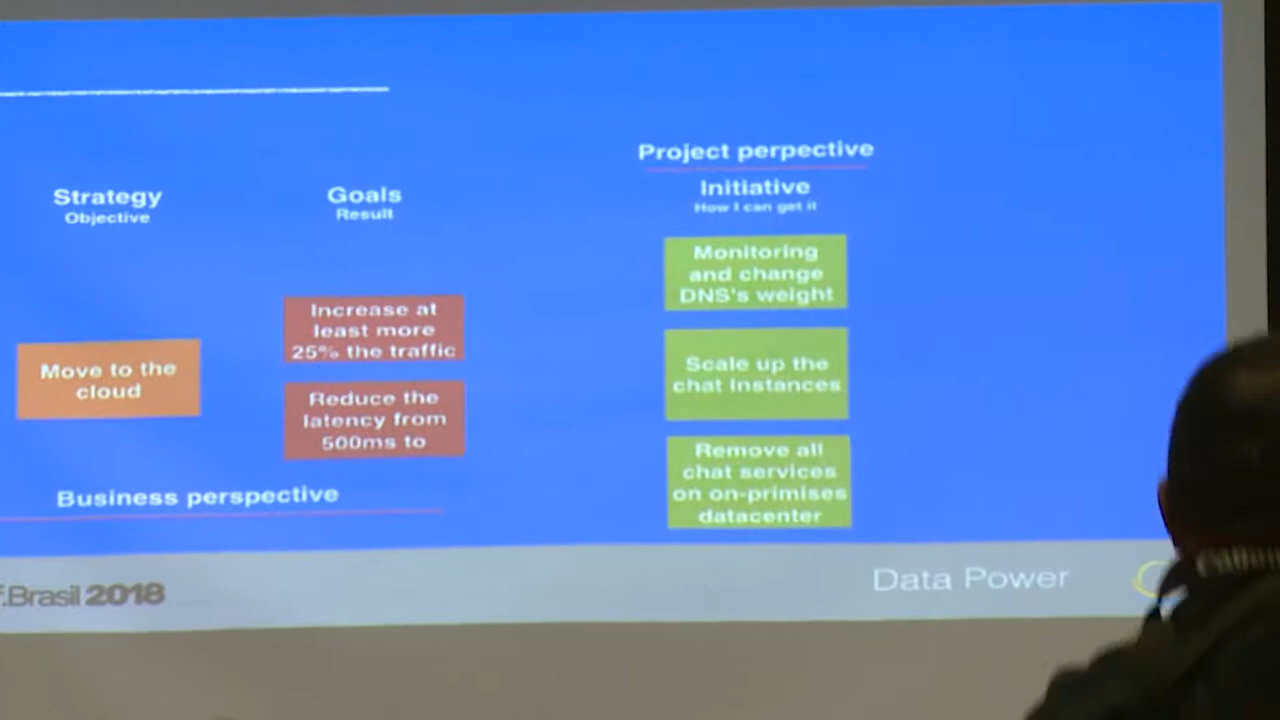 Project perpective
Strategy
Objective
Goals
Result
Initiative
How I can get it
Move to the
cloud
Increase at
least more
25% the traffic
Reduce the
latency from
500ms to
Monitoring
and change
DNS's weight
Scale up the
chat instances
Remove all
chat services
on on-primises
datacenter
Business perspective
f.Brasil 2018
Data Power